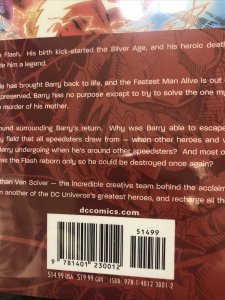 e Flash. His birth kick-started the Silver Age, and his heroic death
de him a legend.
s has brought Barry back to life, and the Fastest Man Alive is out
preserved, Barry has no purpose except to try to solve the one my
e murder of his mother.
ound surrounding Barry's return. Why was Barry able to escape
ry field that all speedsters draw from — when other heroes and v
Barry undergoing when he's around other speedsters? And most o
as the Flash reborn only so he could be destroyed once again?
than Van Sciver — the incredible creative team behind the acclaim
n another of the DC Universe's greatest heroes, and recharge all th
dccomics.com
51499
9 781401 230012
$14.99 USA $19.99 CAN ISBN: 978-1-4012-3001-2